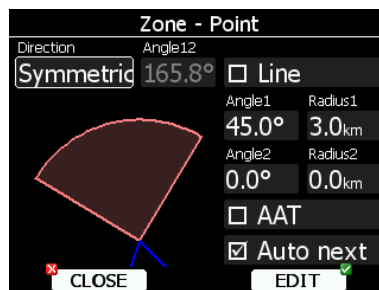 Zone - Point
Direction Angle12
Symmetric 165.8° Line
Angle1 Radius1
45.0° 3.0km
Angle2 Radius2
0.0° 0.0km
AAT
Auto next
CLOSE EDIT